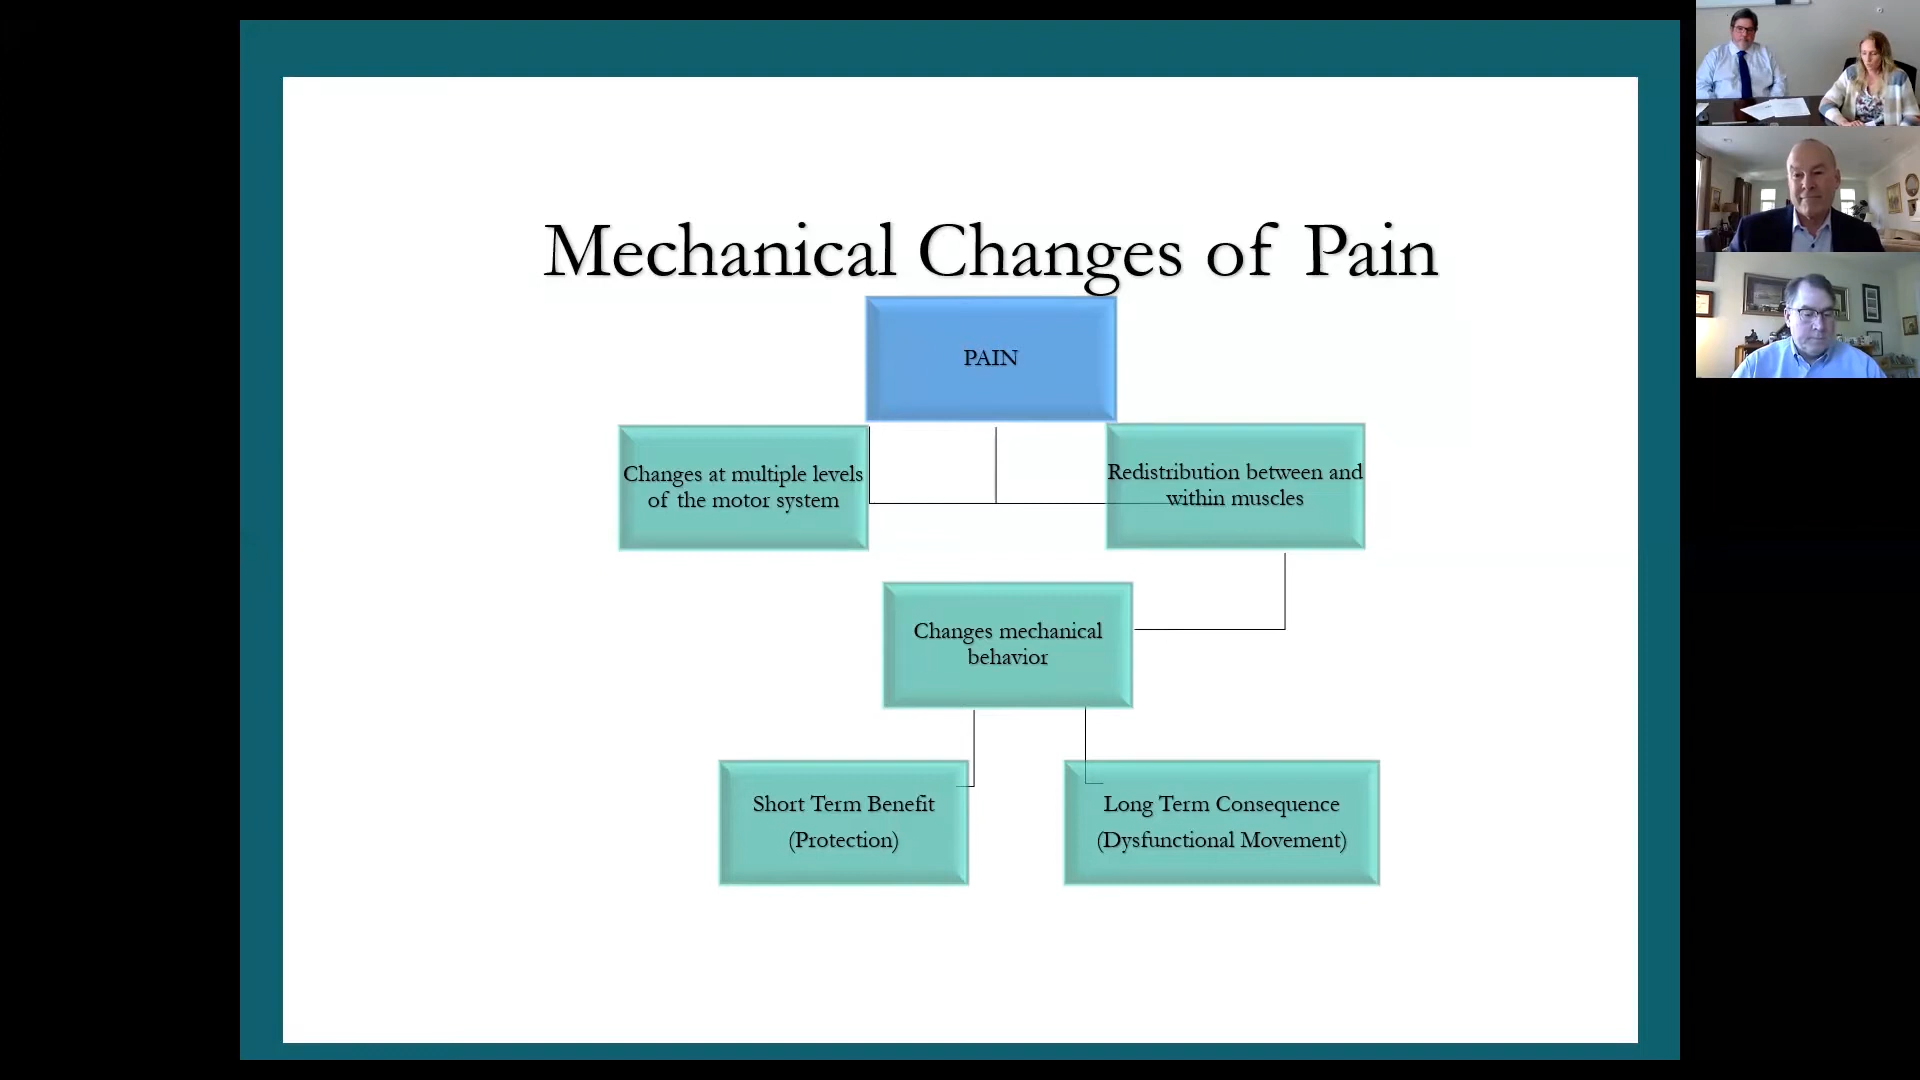 Mechanical Changes of Pain
PAIN
Changes at multiple levels
of the motor system
Redistribution between and
within muscles
Changes mechanical
behavior
Short Term Benefit
(Protection)
Long Term Consequence
(Dysfunctional Movement)